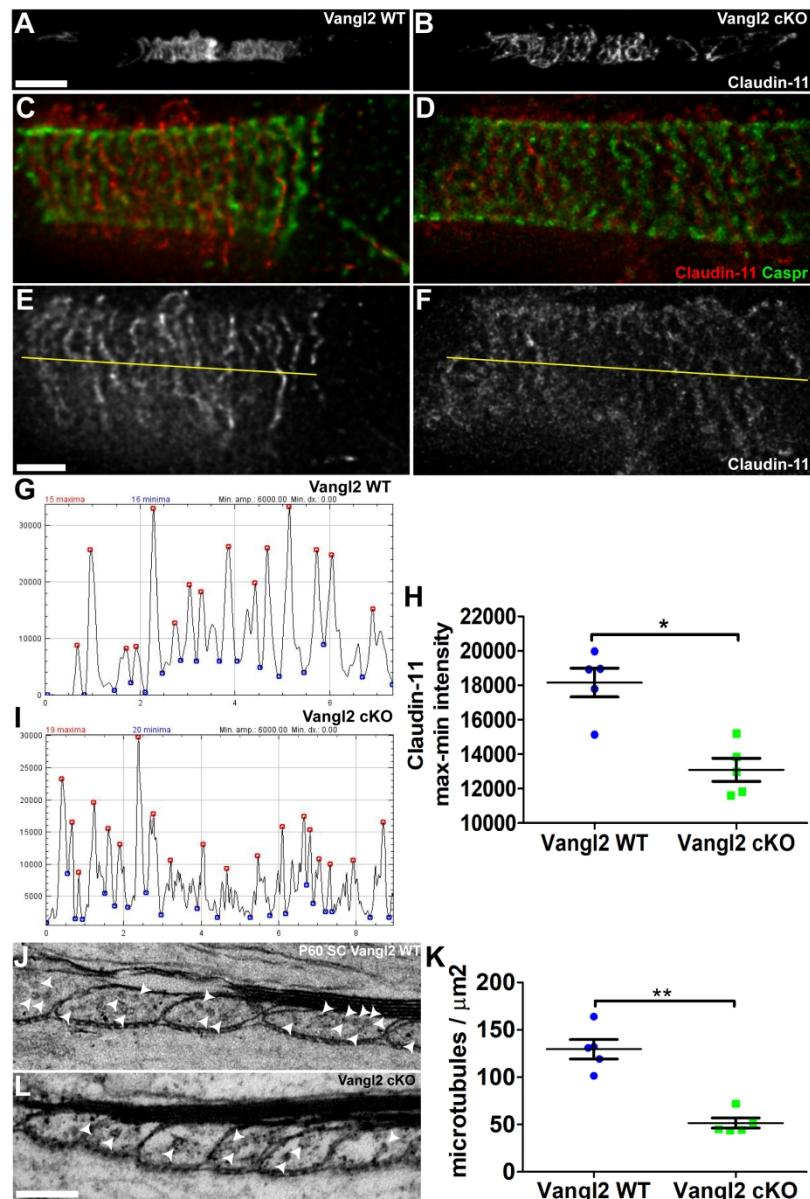 A Vangl2 WT
B Vangl2 cKO
Claudin-11
C
D
Claudin-11 Caspr
E
F
Claudin-11
G Vangl2 WT
15 maxima 16 minima Min. amp.: 6000.00 Min. dx.: 0.00
30000
20000
10000
0
0 2 4 6
H
Claudin-11
max-min intensity
22000
20000
18000
16000
14000
12000
10000
*
Vangl2 WT Vangl2 cKO
I Vangl2 cKO
19 maxima 20 minima Min. amp.: 6000.00 Min. dx.: 0.00
30000
25000
20000
15000
10000
5000
0 2 4 6 8
J P60 SC Vangl2 WT
L Vangl2 cKO
K
microtubules / μm2
200
150
100
50
0
**
Vangl2 WT Vangl2 cKO